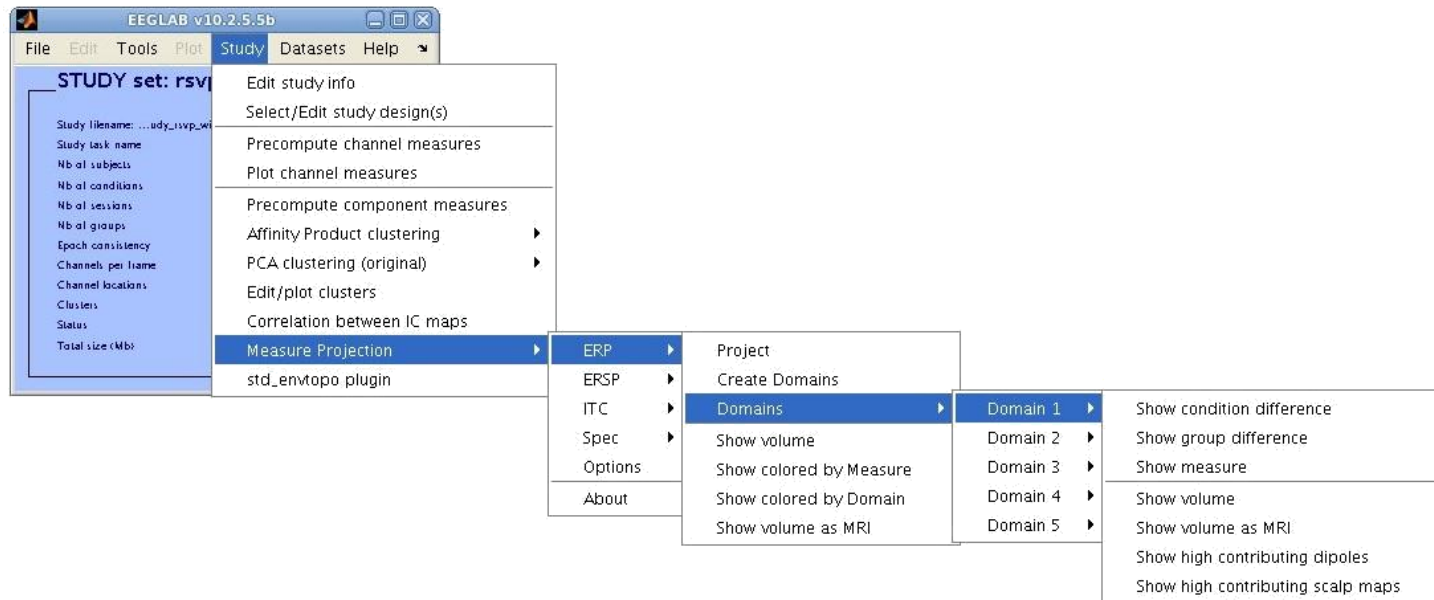 EEGLAB v10.2.5.5b
File Edit Tools Plot Study Datasets Help
STUDY set: rsv
Study filename: ...udy_rsvp_wi
Study task name
Nb of subjects
Nb of conditions
Nb of sessions
Nb of groups
Epoch consistency
Channels per frame
Channel locations
Clusters
Status
Total size (Mb)
Edit study info
Select/Edit study design(s)
Precompute channel measures
Plot channel measures
Precompute component measures
Affinity Product clustering
PCA clustering (original)
Edit/plot clusters
Correlation between IC maps
Measure Projection
std_envtopo plugin
ERP
ERSP
ITC
Spec
Options
About
Project
Create Domains
Domains
Show volume
Show colored by Measure
Show colored by Domain
Show volume as MRI
Domain 1
Domain 2
Domain 3
Domain 4
Domain 5
Show condition difference
Show group difference
Show measure
Show volume
Show volume as MRI
Show high contributing dipoles
Show high contributing scalp maps